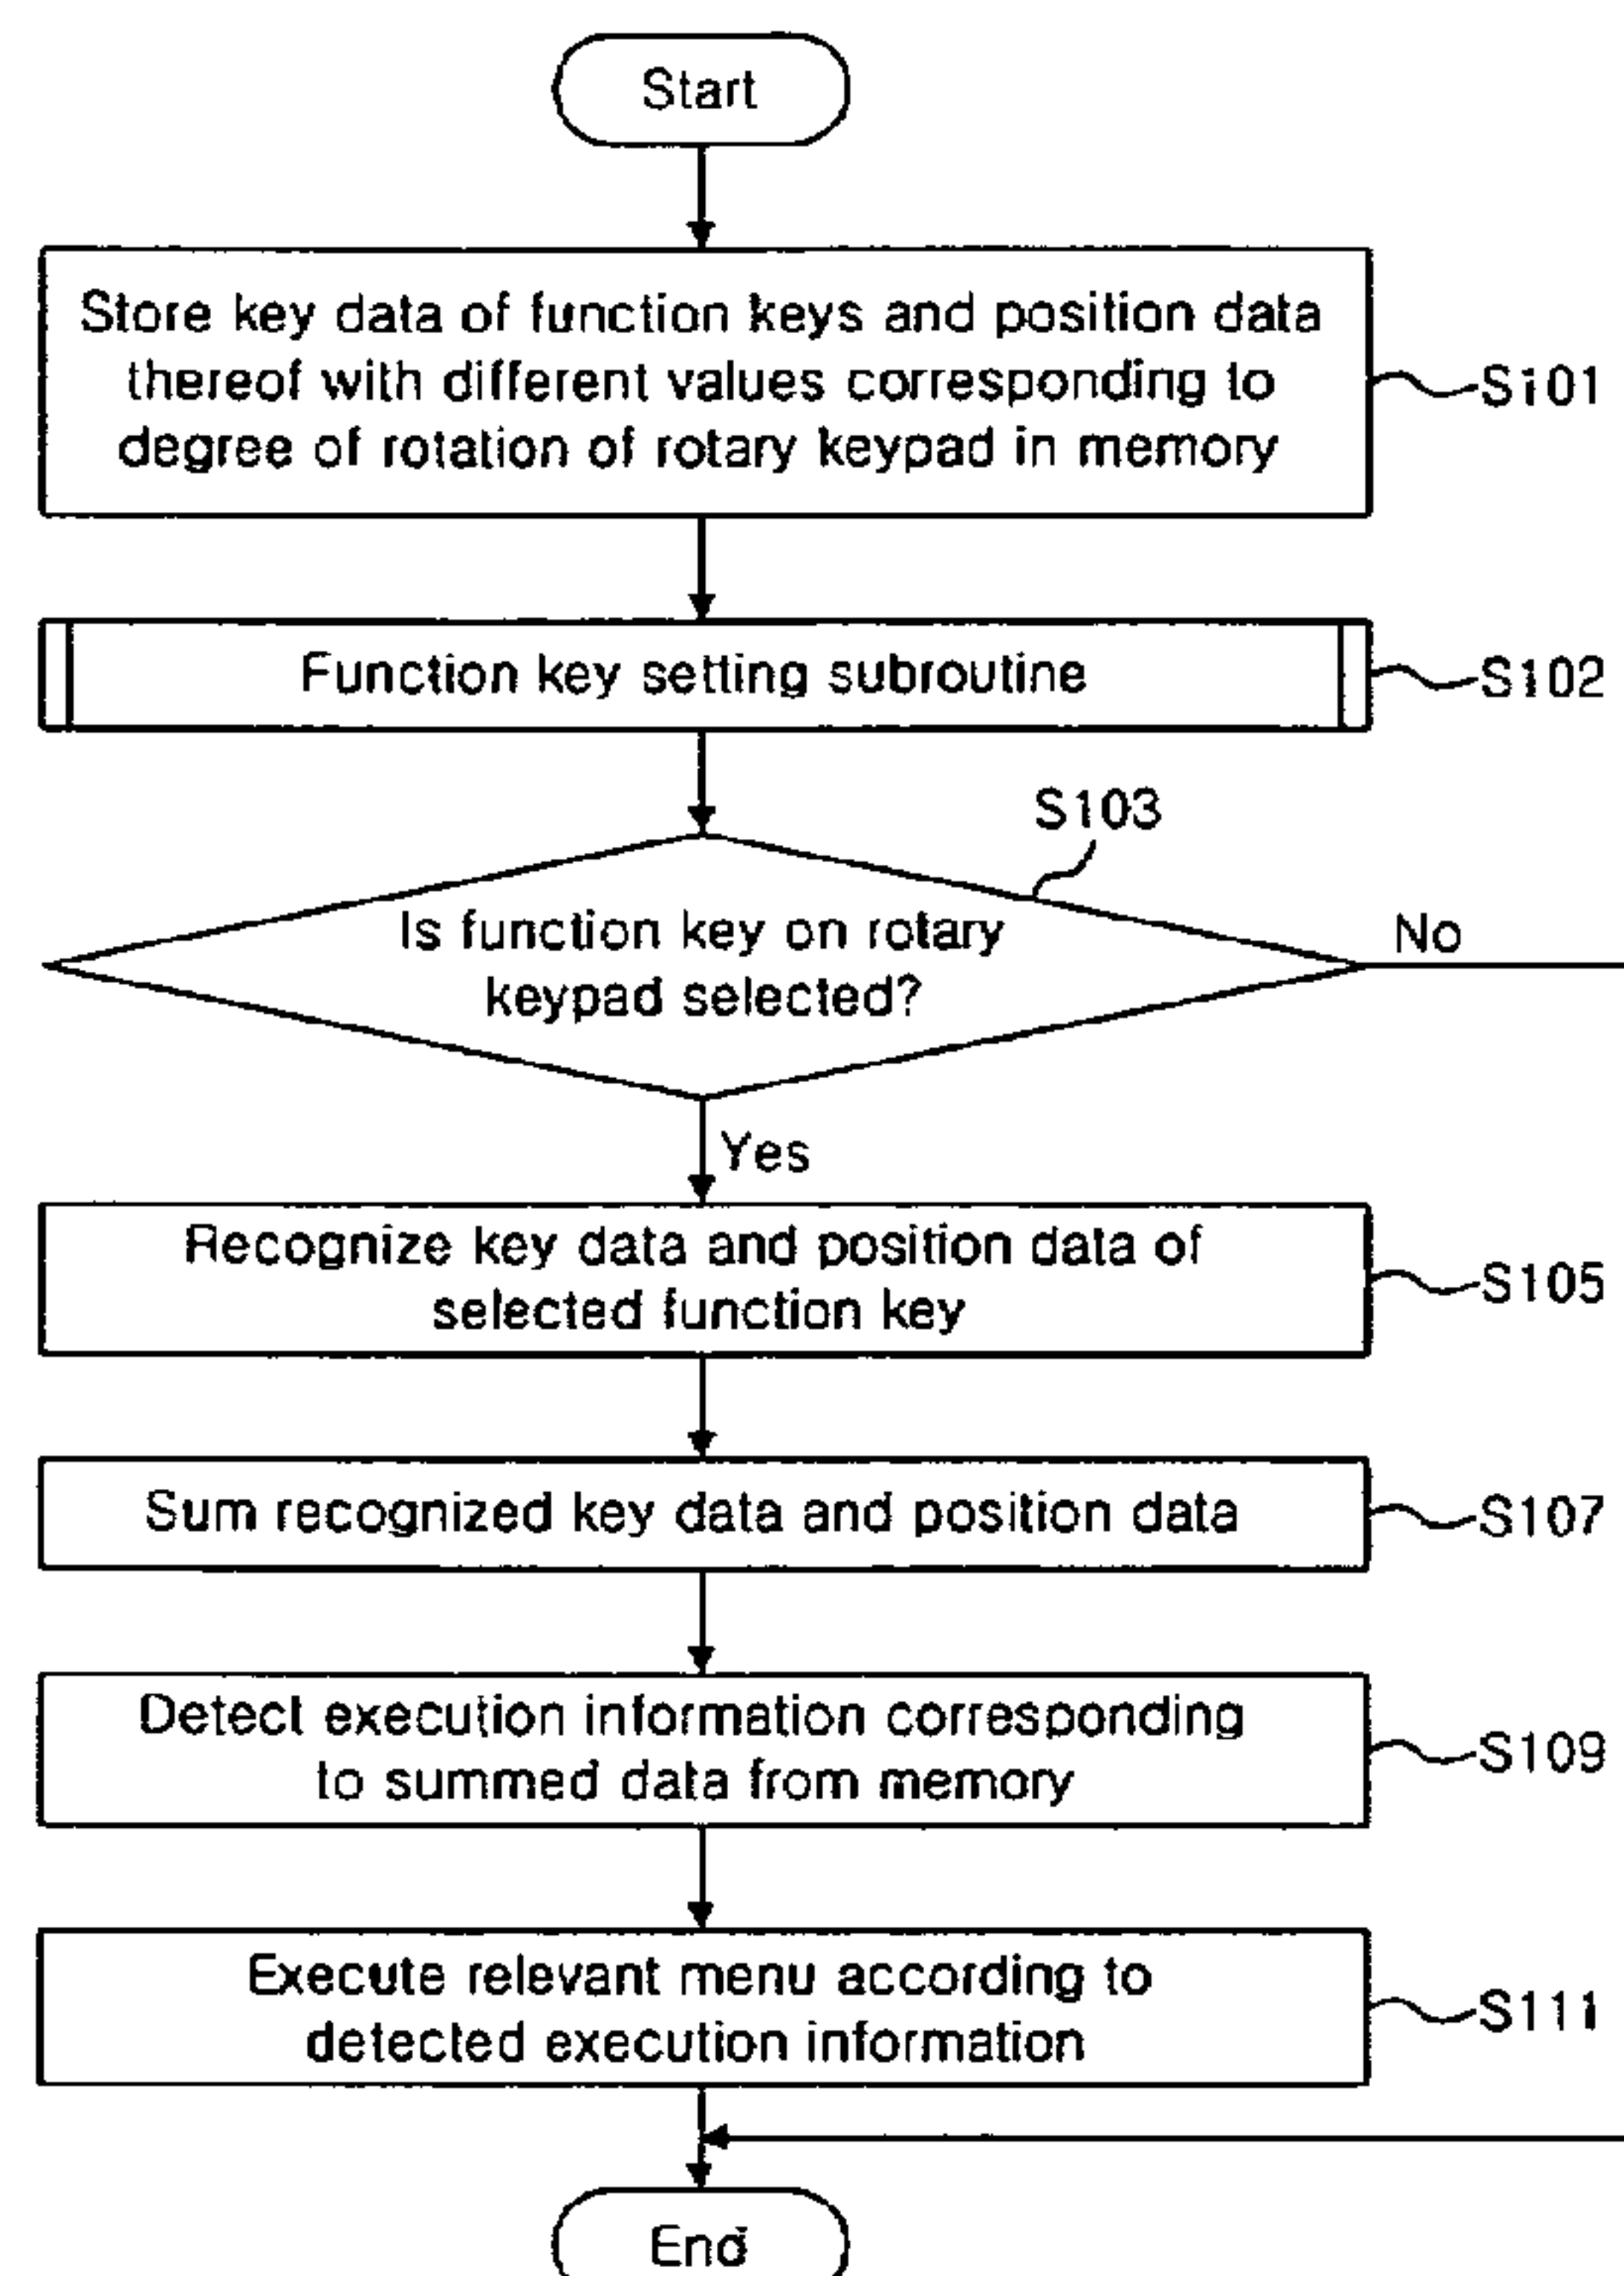 Start
Store key data of function keys and position data
thereof with different values corresponding to
degree of rotation of rotary keypad in memory
S101
Function key setting subroutine
S102
S103
Is function key on rotary
keypad selected?
No
Yes
Recognize key data and position data of
selected function key
S105
Sum recognized key data and position data
S107
Detect execution information corresponding
to summed data from memory
S109
Execute relevant menu according to
detected execution information
S111
End